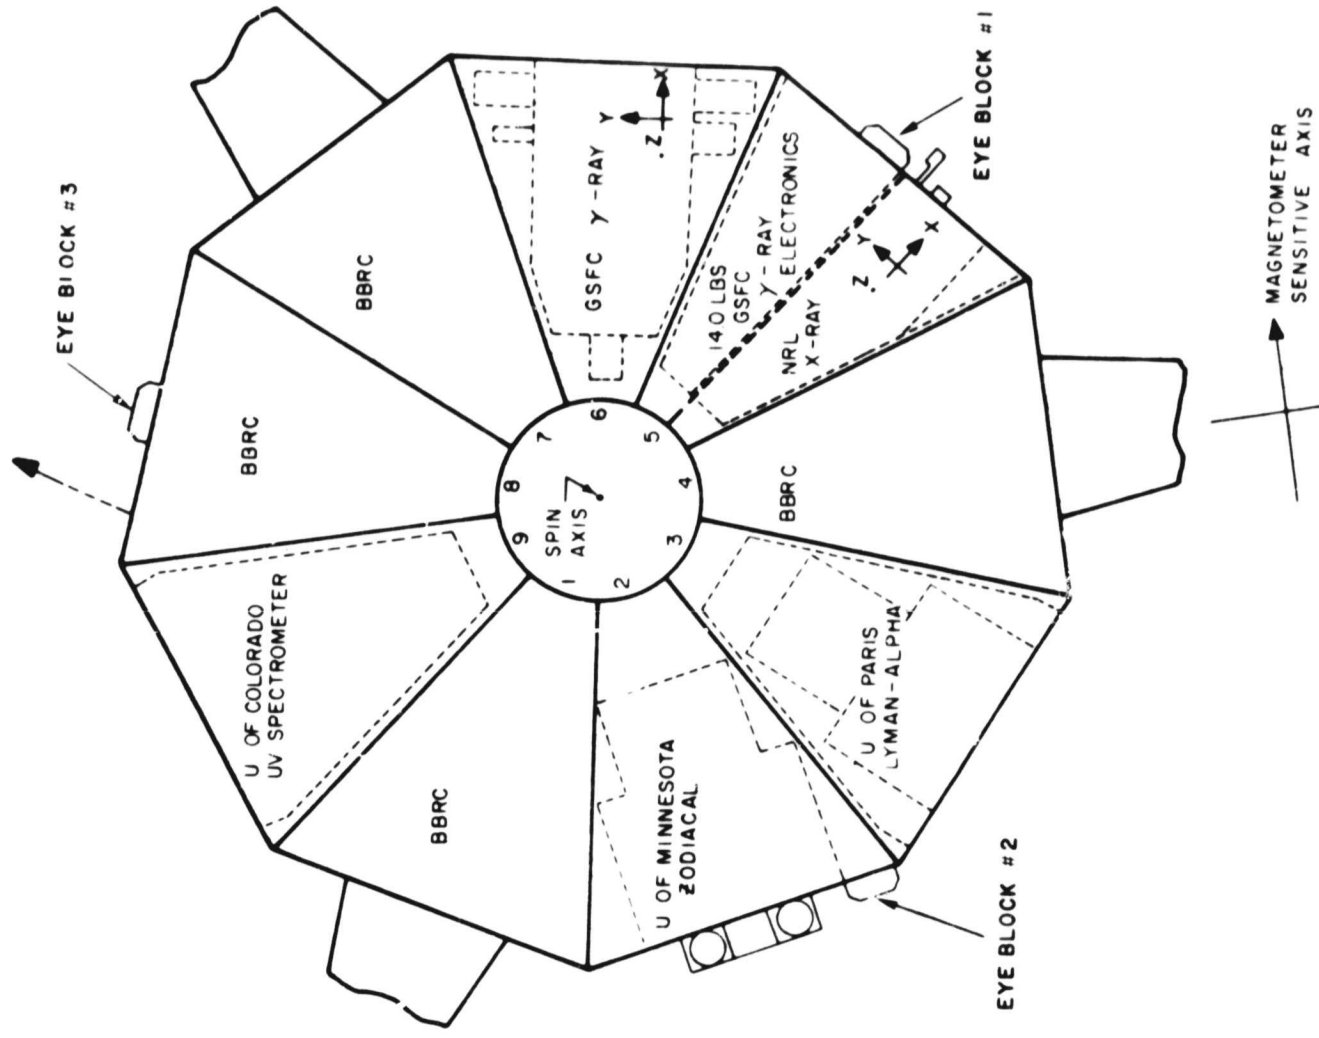 EYE BLOCK #3
EYE BLOCK #1
BBRC
BBRC
GSFC γ-RAY
Y
X
.Z
14.0 LBS
GSFC
γ-RAY
NRL ELECTRONICS
X-RAY
Y
X
.Z
BBRC
U OF PARIS
LYMAN-ALPHA
U OF MINNESOTA
ZODIACAL
BBRC
U OF COLORADO
UV SPECTROMETER
SPIN
AXIS
1
2
3
4
5
6
7
8
9
EYE BLOCK #2
MAGNETOMETER
SENSITIVE AXIS